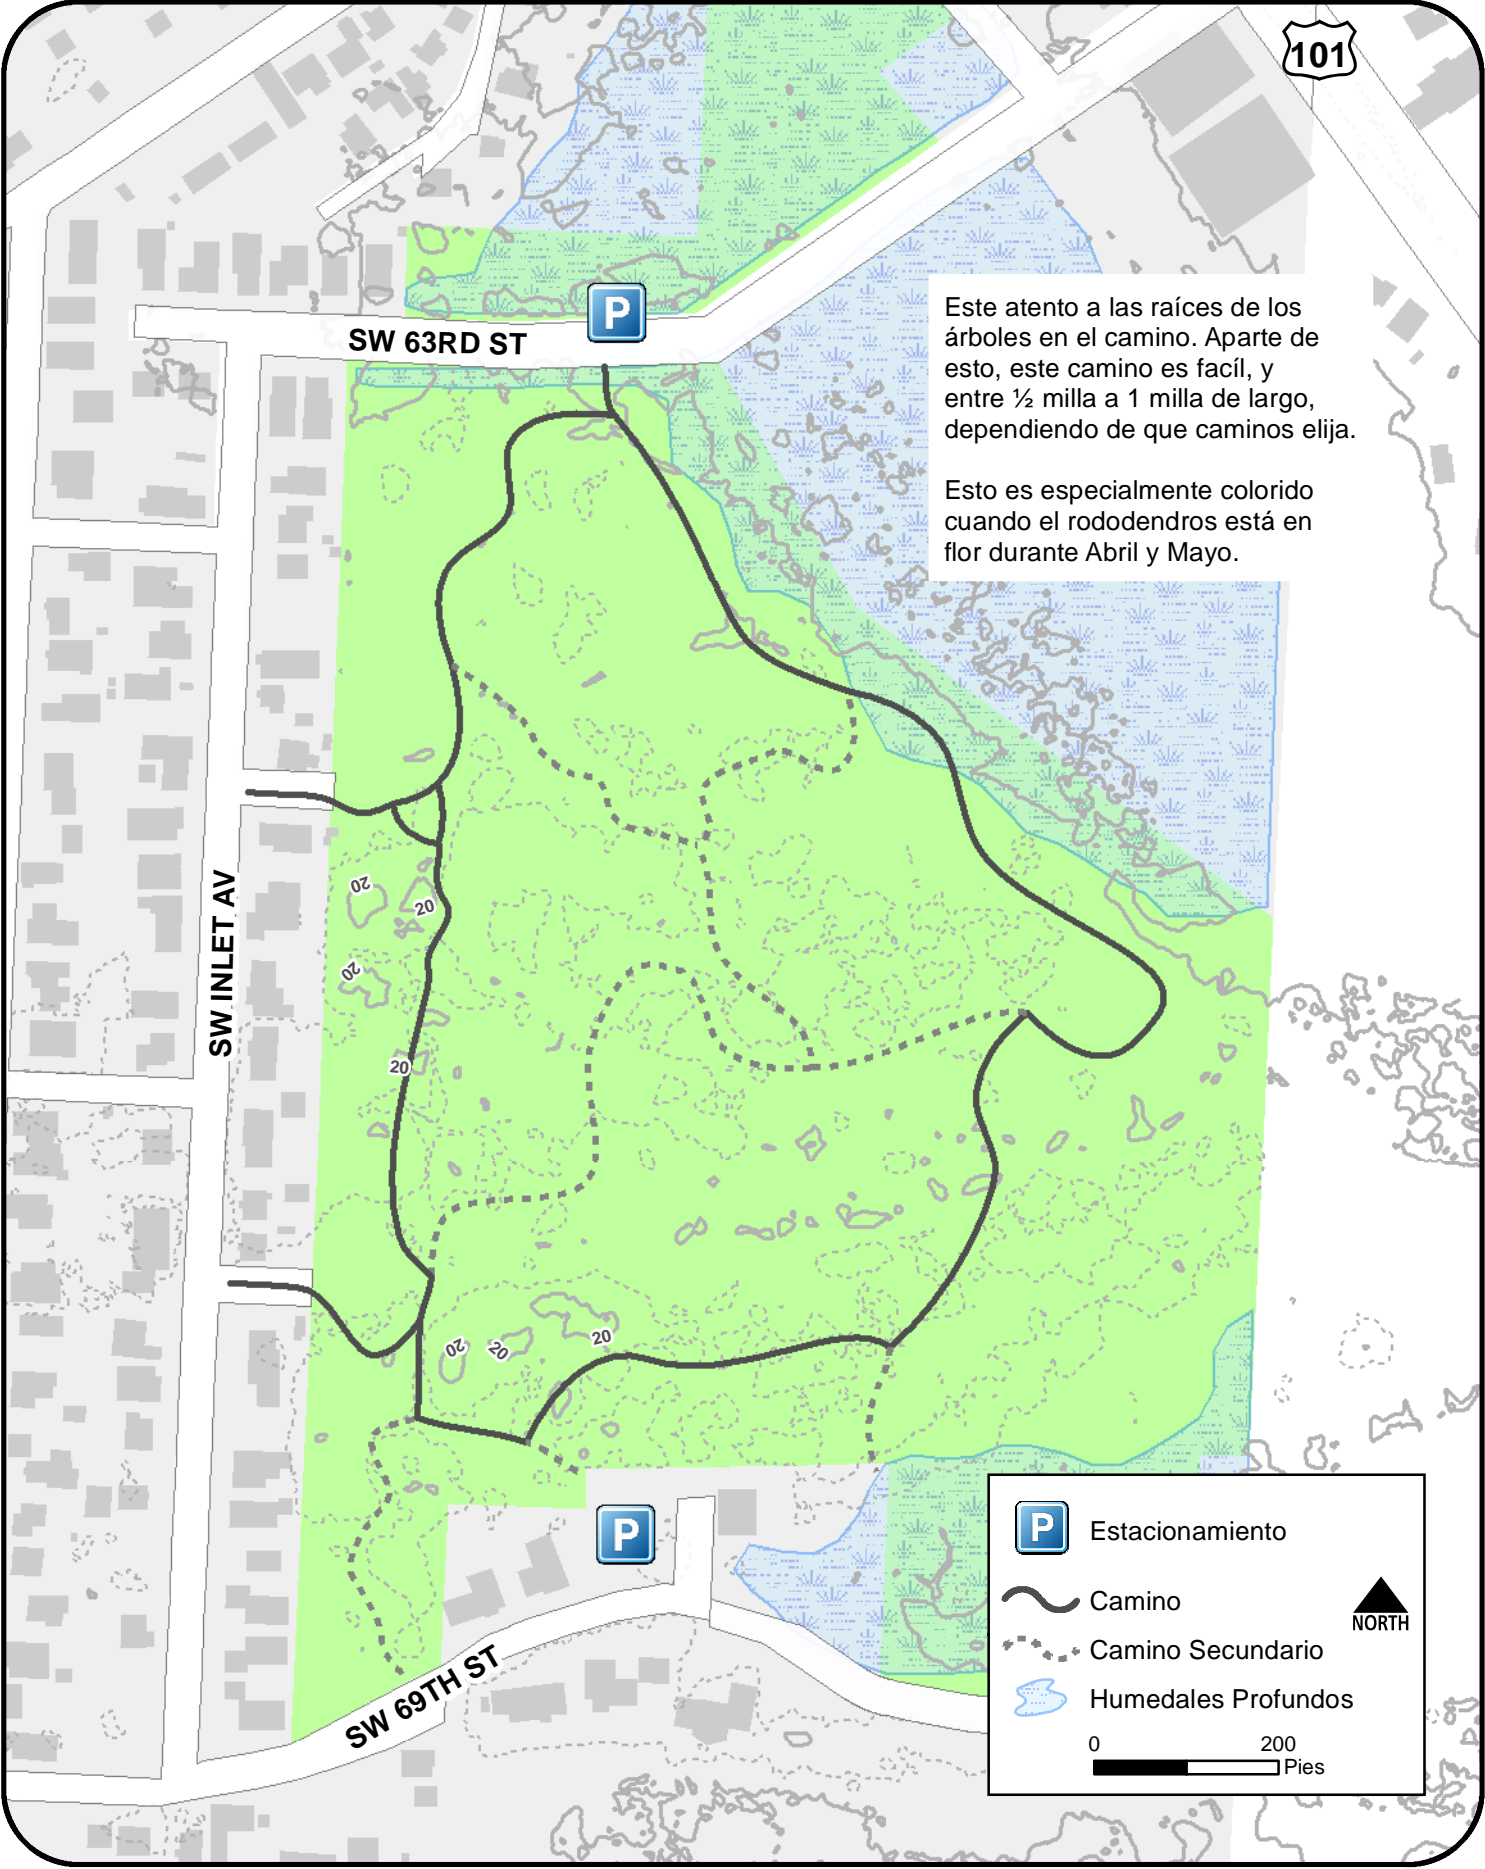 101
P
SW 63RD ST
Este atento a las raíces de los
árboles en el camino. Aparte de
esto, este camino es facíl, y
entre ½ milla a 1 milla de largo,
dependiendo de que caminos elija.
Esto es especialmente colorido
cuando el rododendros está en
flor durante Abril y Mayo.
SW INLET AV
20
20
20
20
20
20
20
P
SW 69TH ST
P Estacionamiento
Camino
NORTH
Camino Secundario
Humedales Profundos
0 200
Pies